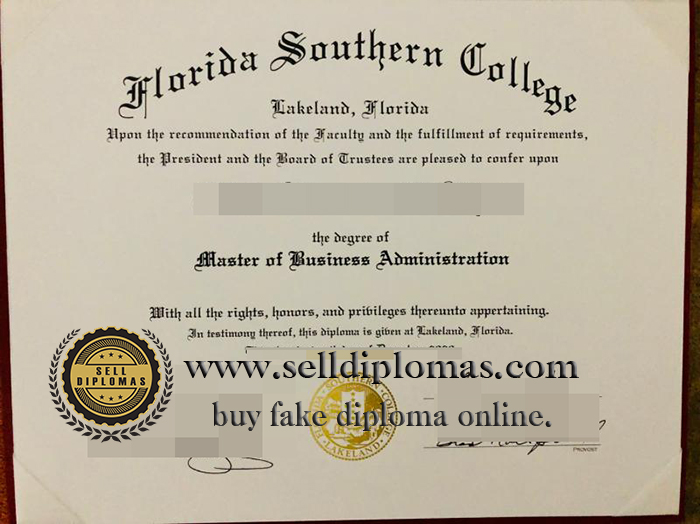 Florida Southern College
Lakeland, Florida
Upon the recommendation of the Faculty and the fulfillment of requirements,
the President and the Board of Trustees are pleased to confer upon
the degree of
Master of Business Administration
With all the rights, honors, and privileges thereunto appertaining.
In testimony thereof, this diploma is given at Lakeland, Florida.
SELL
DIPLOMAS
www.selldiplomas.com
buy fake diploma online.
FLORIDA SOUTHERN COLLEGE
LAKELAND
PROVOST